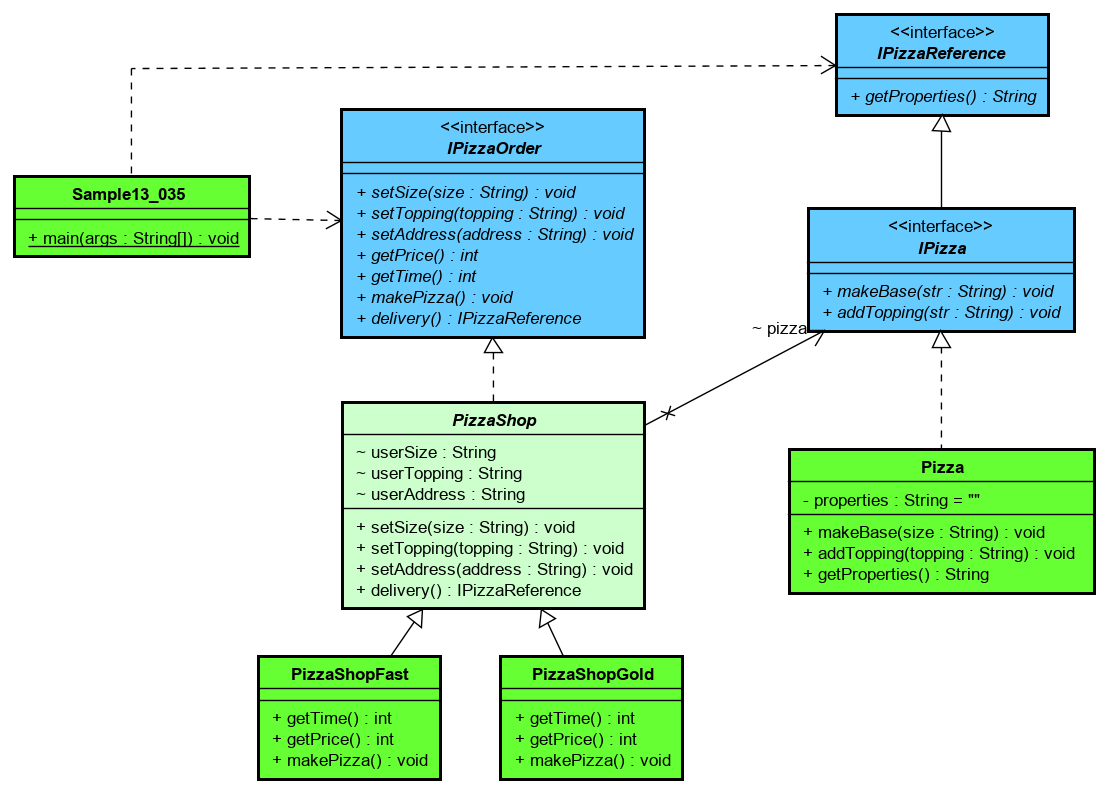 <<interface>>
IPizzaReference
+ getProperties() : String
<<interface>>
IPizzaOrder
+ setSize(size : String) : void
+ setTopping(topping : String) : void
+ setAddress(address : String) : void
+ getPrice() : int
+ getTime() : int
+ makePizza() : void
+ delivery() : IPizzaReference
Sample13_035
+ main(args : String[]) : void
<<interface>>
IPizza
+ makeBase(str : String) : void
+ addTopping(str : String) : void
~ pizza
PizzaShop
~ userSize : String
~ userTopping : String
~ userAddress : String
+ setSize(size : String) : void
+ setTopping(topping : String) : void
+ setAddress(address : String) : void
+ delivery() : IPizzaReference
Pizza
- properties : String = ""
+ makeBase(size : String) : void
+ addTopping(topping : String) : void
+ getProperties() : String
PizzaShopFast
+ getTime() : int
+ getPrice() : int
+ makePizza() : void
PizzaShopGold
+ getTime() : int
+ getPrice() : int
+ makePizza() : void